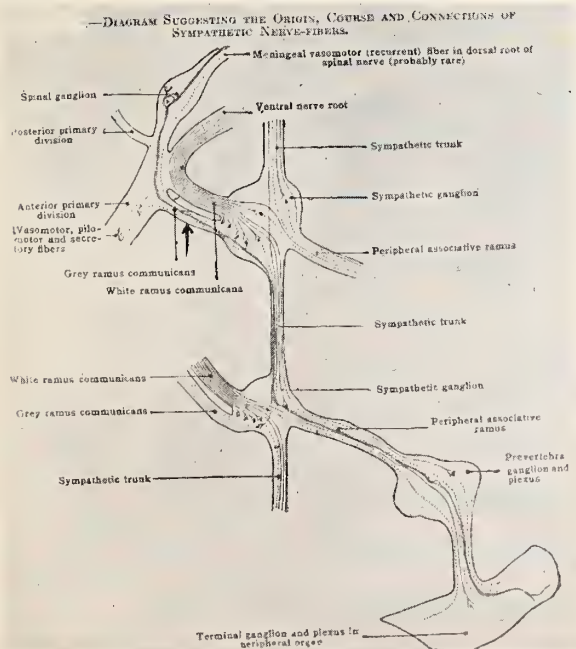 —Diagram Suggesting the Origin, Course and Connections of
Sympathetic Nerve-fibers.
Meningeal vasomotor (recurrent) fiber in dorsal root of
spinal nerve (probably rare)
Spinal ganglion
Ventral nerve root
Posterior primary
division
Sympathetic trunk
Sympathetic ganglion
Anterior primary
division
Vasomotor, pilo-
motor and secre-
tory fibers
Peripheral associative ramus
Grey ramus communicans
White ramus communicans
Sympathetic trunk
White ramus communicans
Sympathetic ganglion
Grey ramus communicans
Peripheral associative
ramus
Prevertebra
ganglion and
plexus
Sympathetic trunk
Terminal ganglion and plexus in
peripheral organ